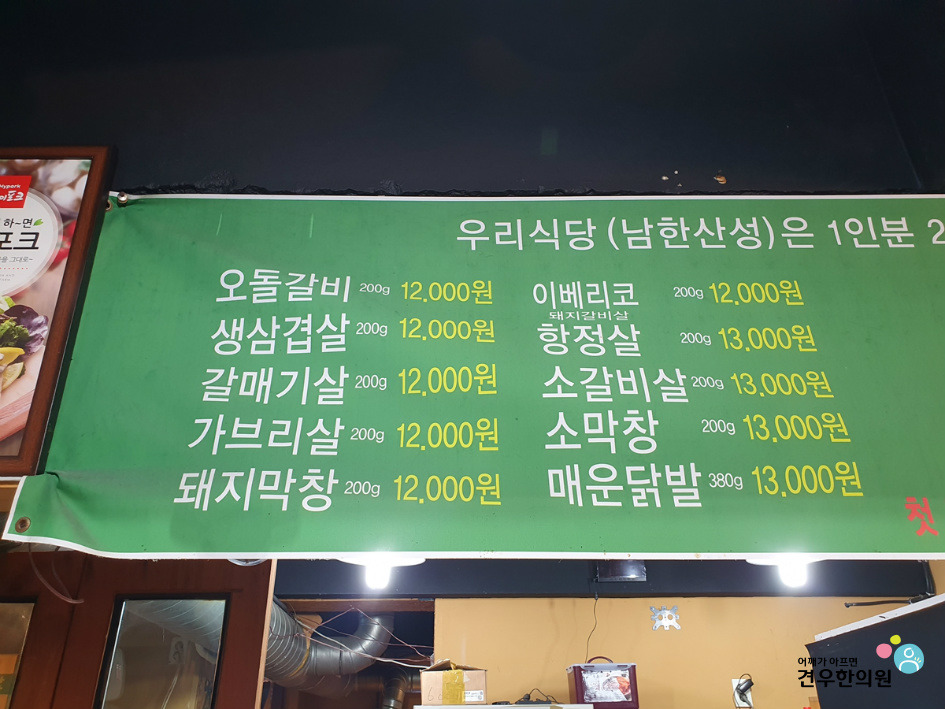 하~면
포크
우리식당 (남한산성)은 1인분 2
오돌갈비 200g 12.000원
생삼겹살 200g 12.000원
갈매기살 200g 12.000원
가브리살 200g 12.000원
돼지막창 200g 12.000원
이베리코 200g 12.000원
돼지갈비살
항정살 200g 13.000원
소갈비살 200g 13.000원
소막창 200g 13.000원
매운닭발 380g 13.000원
첫
어깨가 아프면
견우한의원